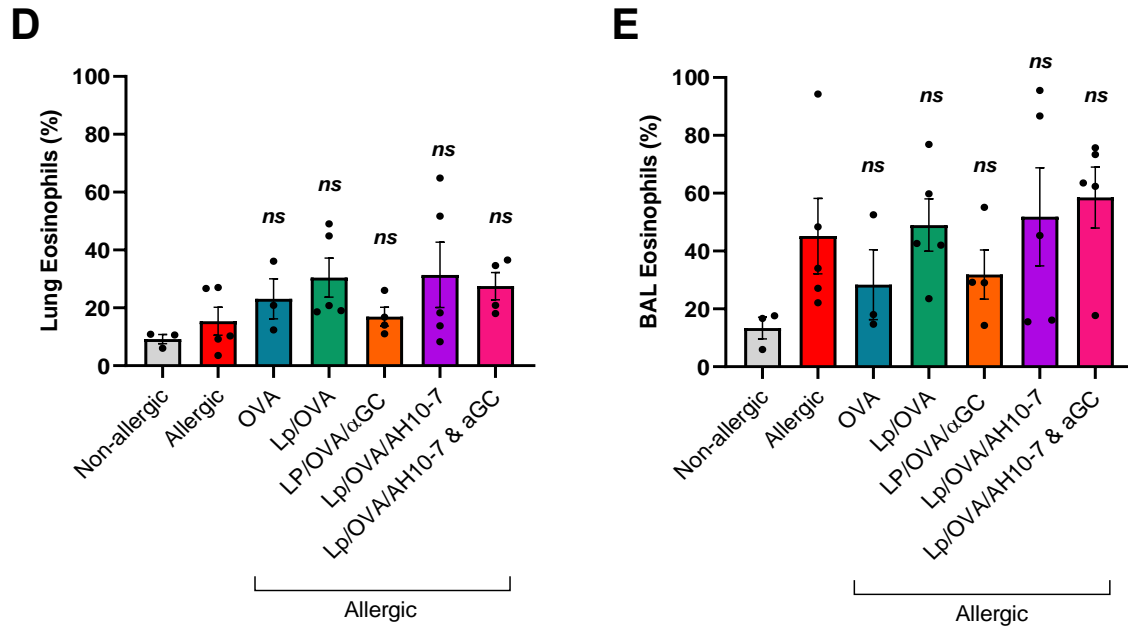 D
Lung Eosinophils (%)
100
80
60
40
20
0
ns
ns
ns
ns
ns
Non-allergic
Allergic
OVA
Lp/OVA
LP/OVA/αGC
Lp/OVA/AH10-7
Lp/OVA/AH10-7 & aGC
Allergic
E
BAL Eosinophils (%)
100
80
60
40
20
0
ns
ns
ns
ns
ns
Non-allergic
Allergic
OVA
Lp/OVA
LP/OVA/αGC
Lp/OVA/AH10-7
Lp/OVA/AH10-7 & aGC
Allergic